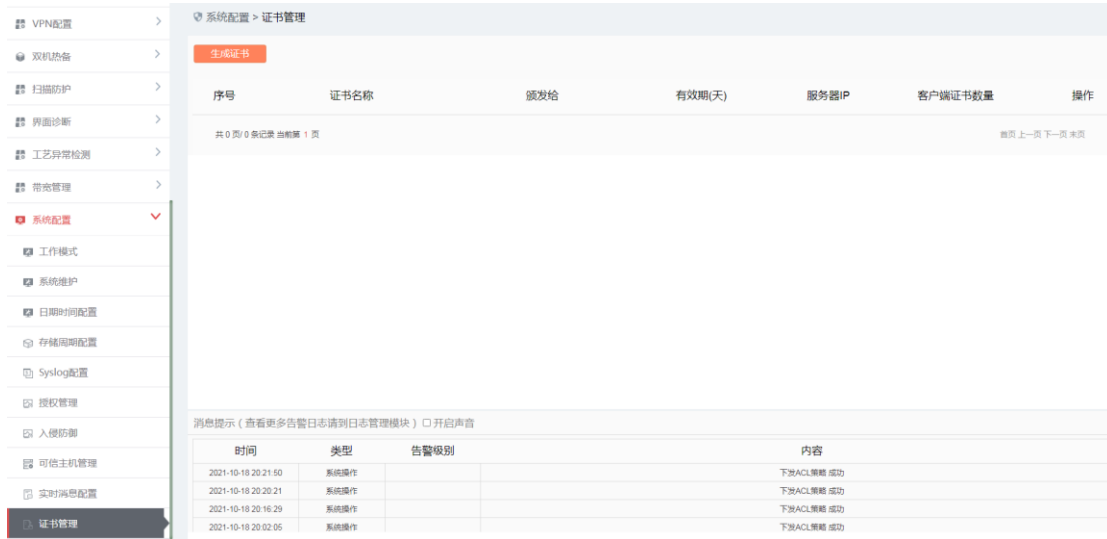 VPN配置
双机热备
扫描防护
界面诊断
工艺异常检测
带宽管理
系统配置
工作模式
系统维护
日期时间配置
存储周期配置
Syslog配置
授权管理
入侵防御
可信主机管理
实时消息配置
证书管理
系统配置 > 证书管理
生成证书
序号 证书名称 颁发给 有效期(天) 服务器IP 客户端证书数量 操作
共 0 页/ 0 条记录 当前第 1 页 首页 上一页 下一页 末页
消息提示（查看更多告警日志请到日志管理模块）开启声音
时间 类型 告警级别 内容
2021-10-18 20:21:50 系统操作 下发ACL策略 成功
2021-10-18 20:20:21 系统操作 下发ACL策略 成功
2021-10-18 20:16:29 系统操作 下发ACL策略 成功
2021-10-18 20:02:05 系统操作 下发ACL策略 成功